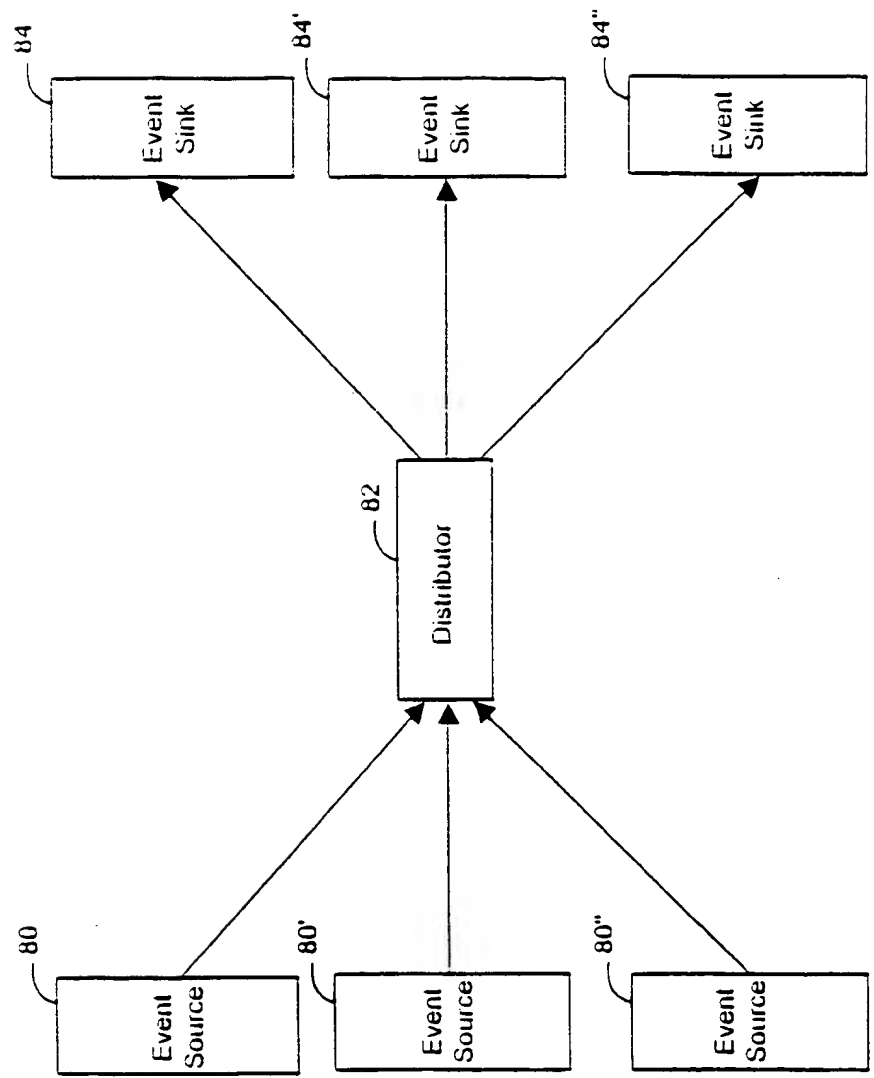 80
Event
Source
80'
Event
Source
80"
Event
Source
82
Distributor
84
Event
Sink
84'
Event
Sink
84"
Event
Sink